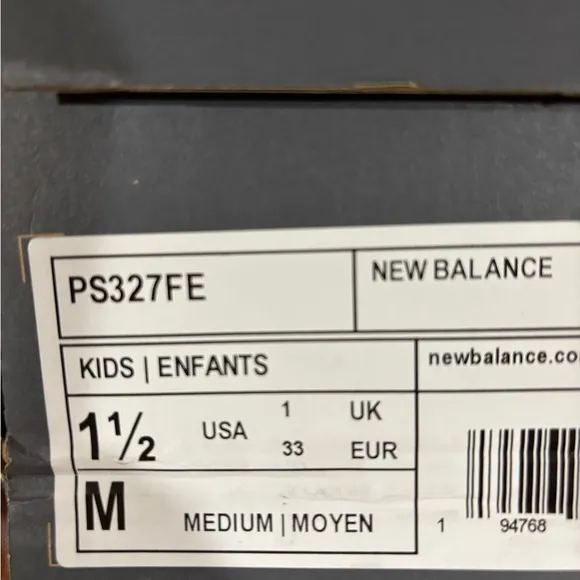 PS327FE
NEW BALANCE
KIDS | ENFANTS
newbalance.co
1½ USA 1 UK
33 EUR
M MEDIUM | MOYEN
1 94768